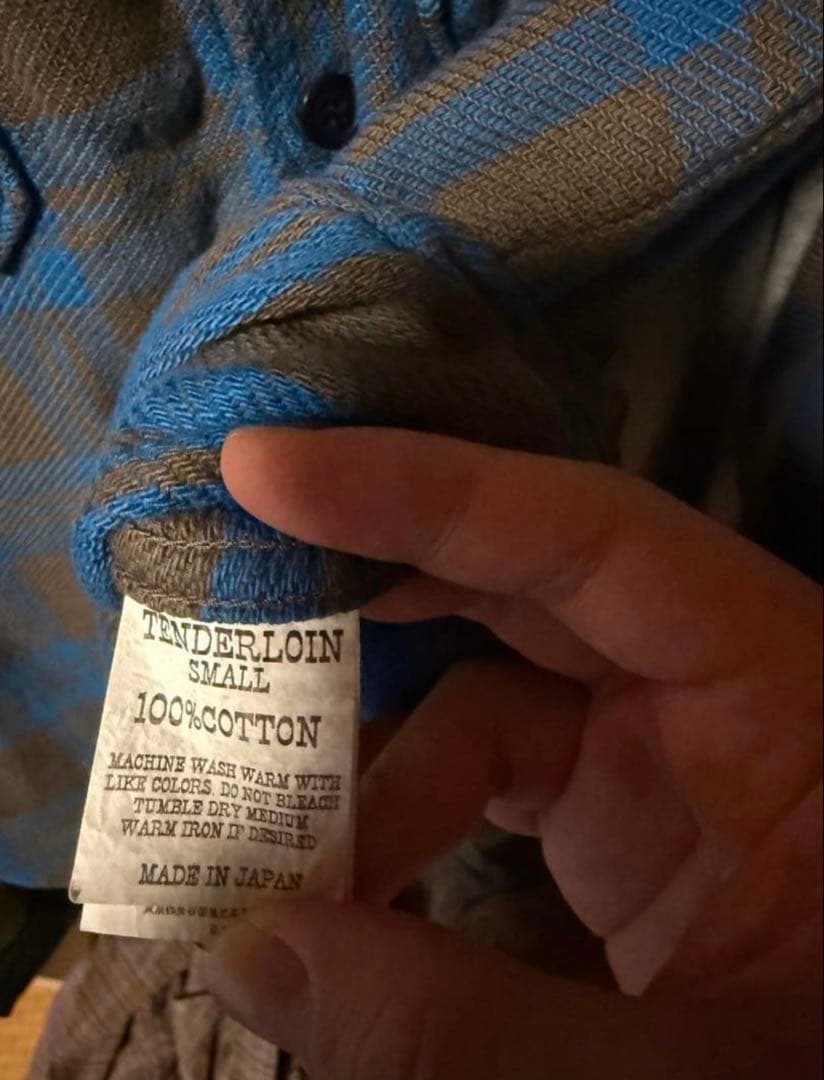 TENDERLOIN
SMALL
100%COTTON
MACHINE WASH WARM WITH
LIKE COLORS. DO NOT BLEACH
TUMBLE DRY MEDIUM
WARM IRON IF DESIRED
MADE IN JAPAN